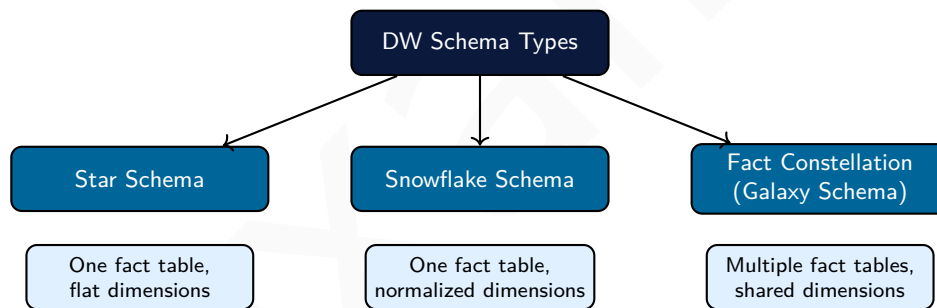 DW Schema Types
Star Schema
Snowflake Schema
Fact Constellation
(Galaxy Schema)
One fact table,
flat dimensions
One fact table,
normalized dimensions
Multiple fact tables,
shared dimensions